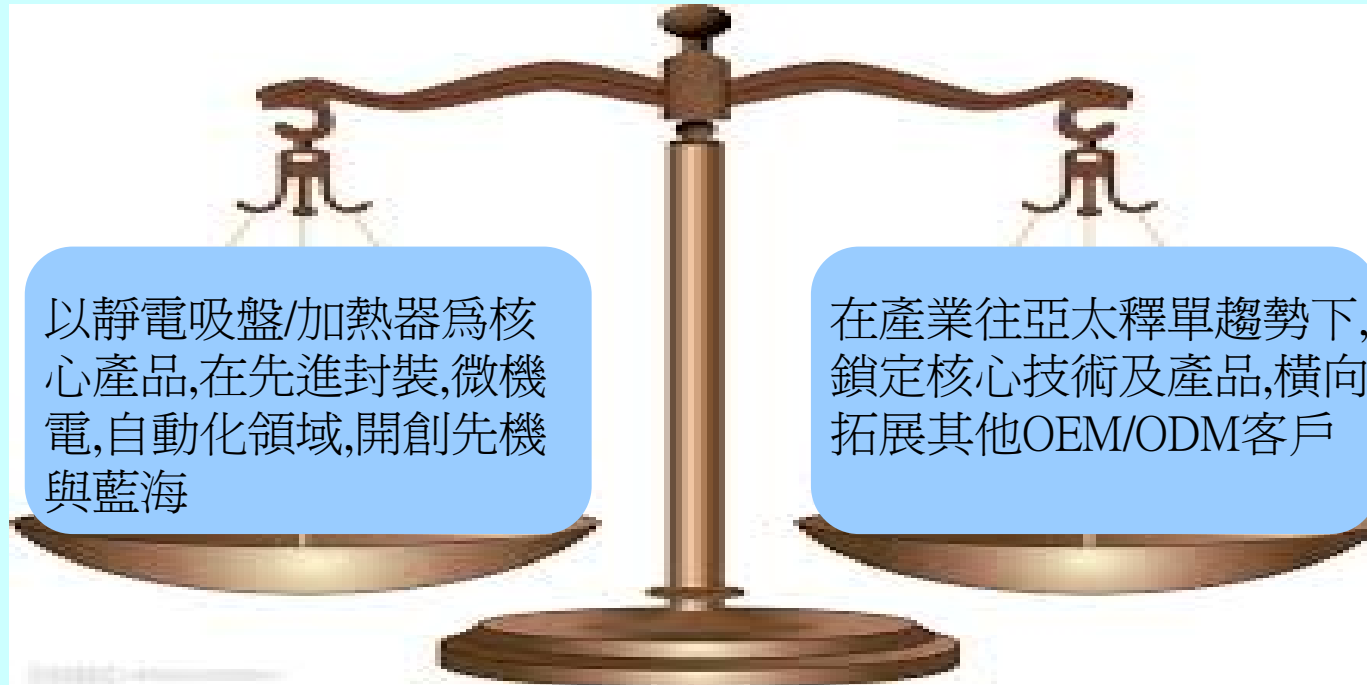 以靜電吸盤/加熱器爲核
心產品,在先進封裝,微機
電,自動化領域,開創先機
與藍海
在產業往亞太釋單趨勢下,
鎖定核心技術及產品,橫向
拓展其他OEM/ODM客戶